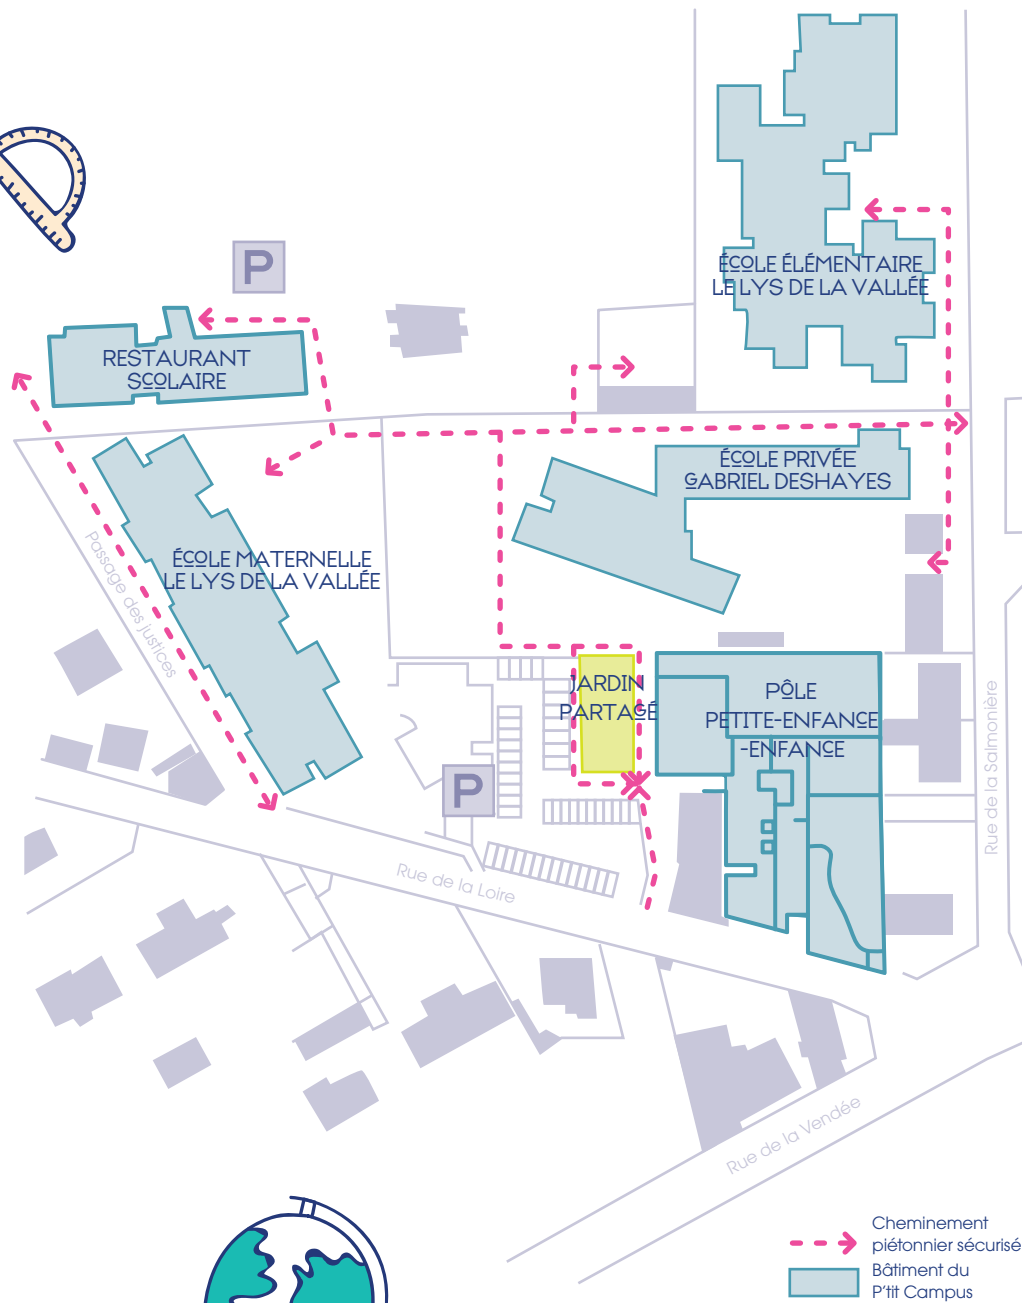 ÉCOLE ÉLÉMENTAIRE
LE LYS DE LA VALLÉE
P
RESTAURANT
SCOLAIRE
ÉCOLE PRIVÉE
GABRIEL DESHAYES
ÉCOLE MATERNELLE
LE LYS DE LA VALLÉE
Passage des justices
JARDIN
PARTAGÉ
PÔLE
PETITE-ENFANCE
-ENFANCE
Rue de la Salmonière
P
Rue de la Loire
Rue de la Vendée
Cheminement
piétonnier sécurisé
Bâtiment du
P'tit Campus